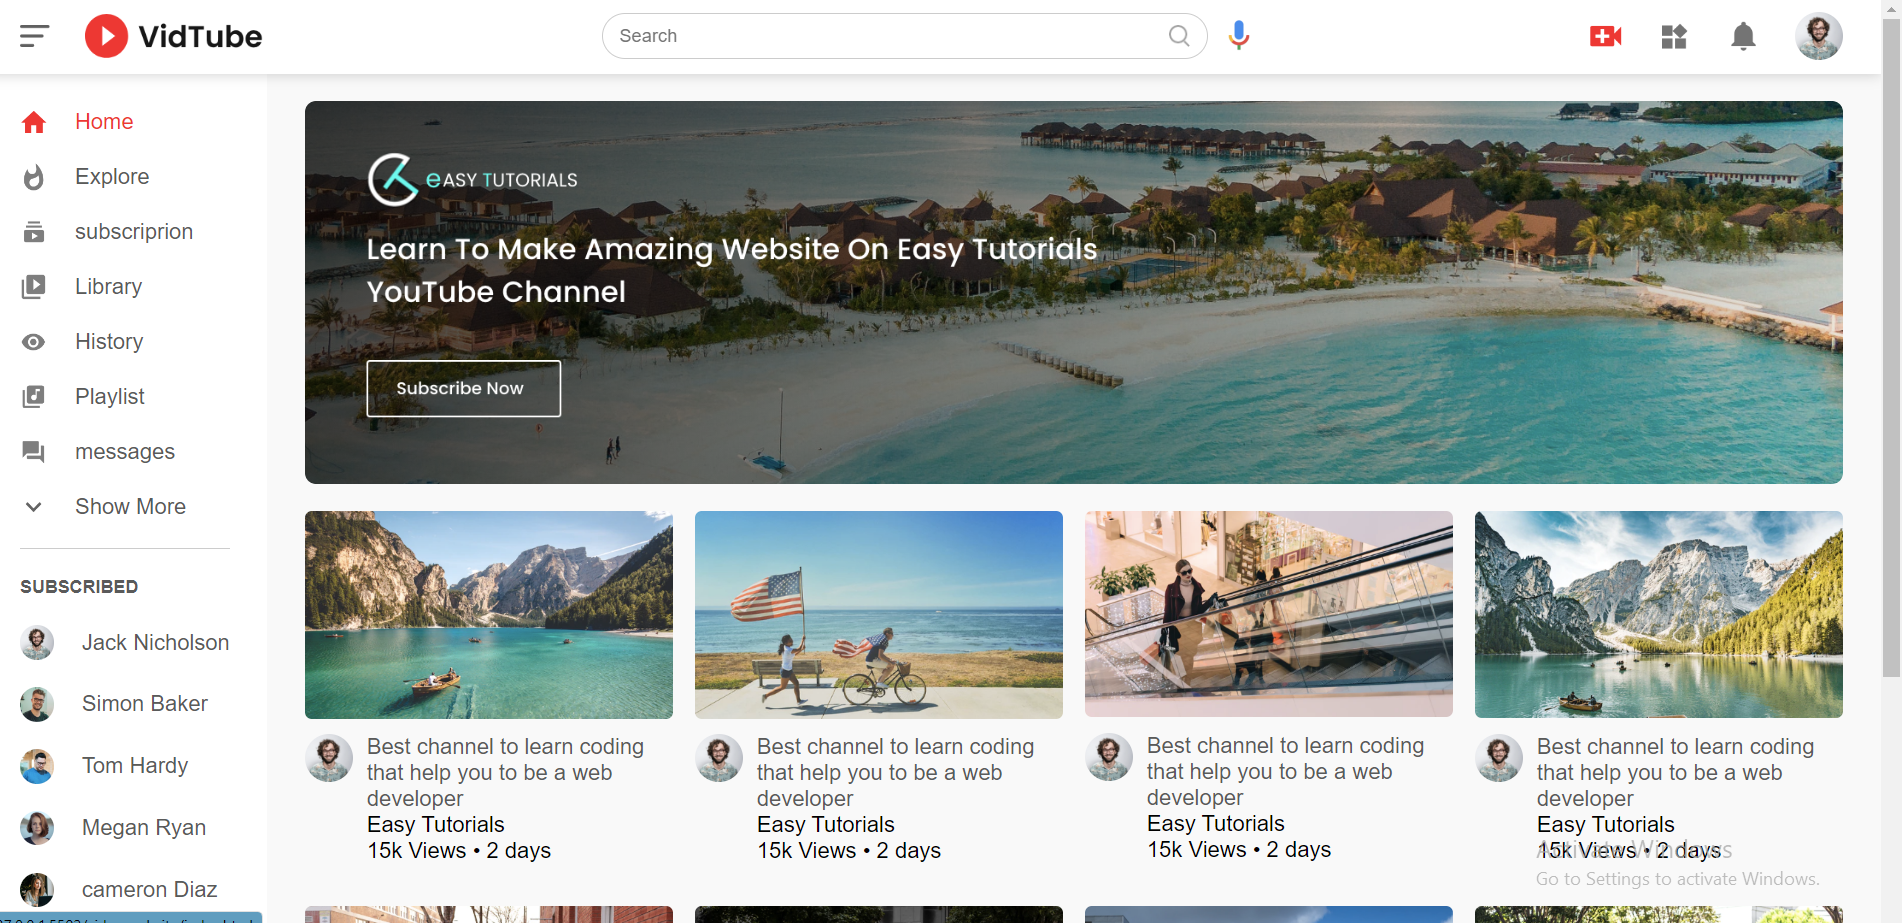 VidTube
Search
Home
Explore
subscriprion
Library
History
Playlist
messages
Show More
SUBSCRIBED
Jack Nicholson
Simon Baker
Tom Hardy
Megan Ryan
cameron Diaz
eASY TUTORIALS
Learn To Make Amazing Website On Easy Tutorials
YouTube Channel
Subscribe Now
Best channel to learn coding
that help you to be a web
developer
Easy Tutorials
15k Views • 2 days
Best channel to learn coding
that help you to be a web
developer
Easy Tutorials
15k Views • 2 days
Best channel to learn coding
that help you to be a web
developer
Easy Tutorials
15k Views • 2 days
Best channel to learn coding
that help you to be a web
developer
Easy Tutorials
15k Views • 2 days
Activate Windows
Go to Settings to activate Windows.